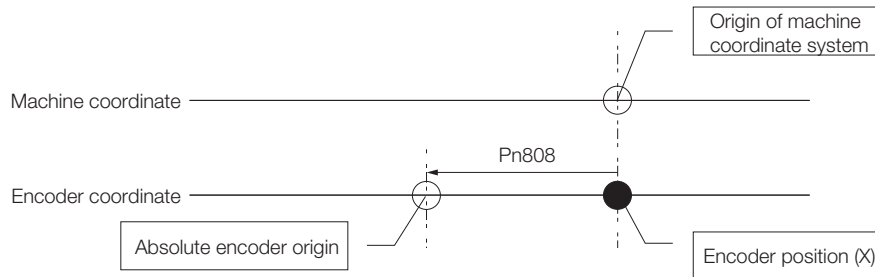 Origin of machine
coordinate system
Machine coordinate
Pn808
Encoder coordinate
Absolute encoder origin
Encoder position (X)